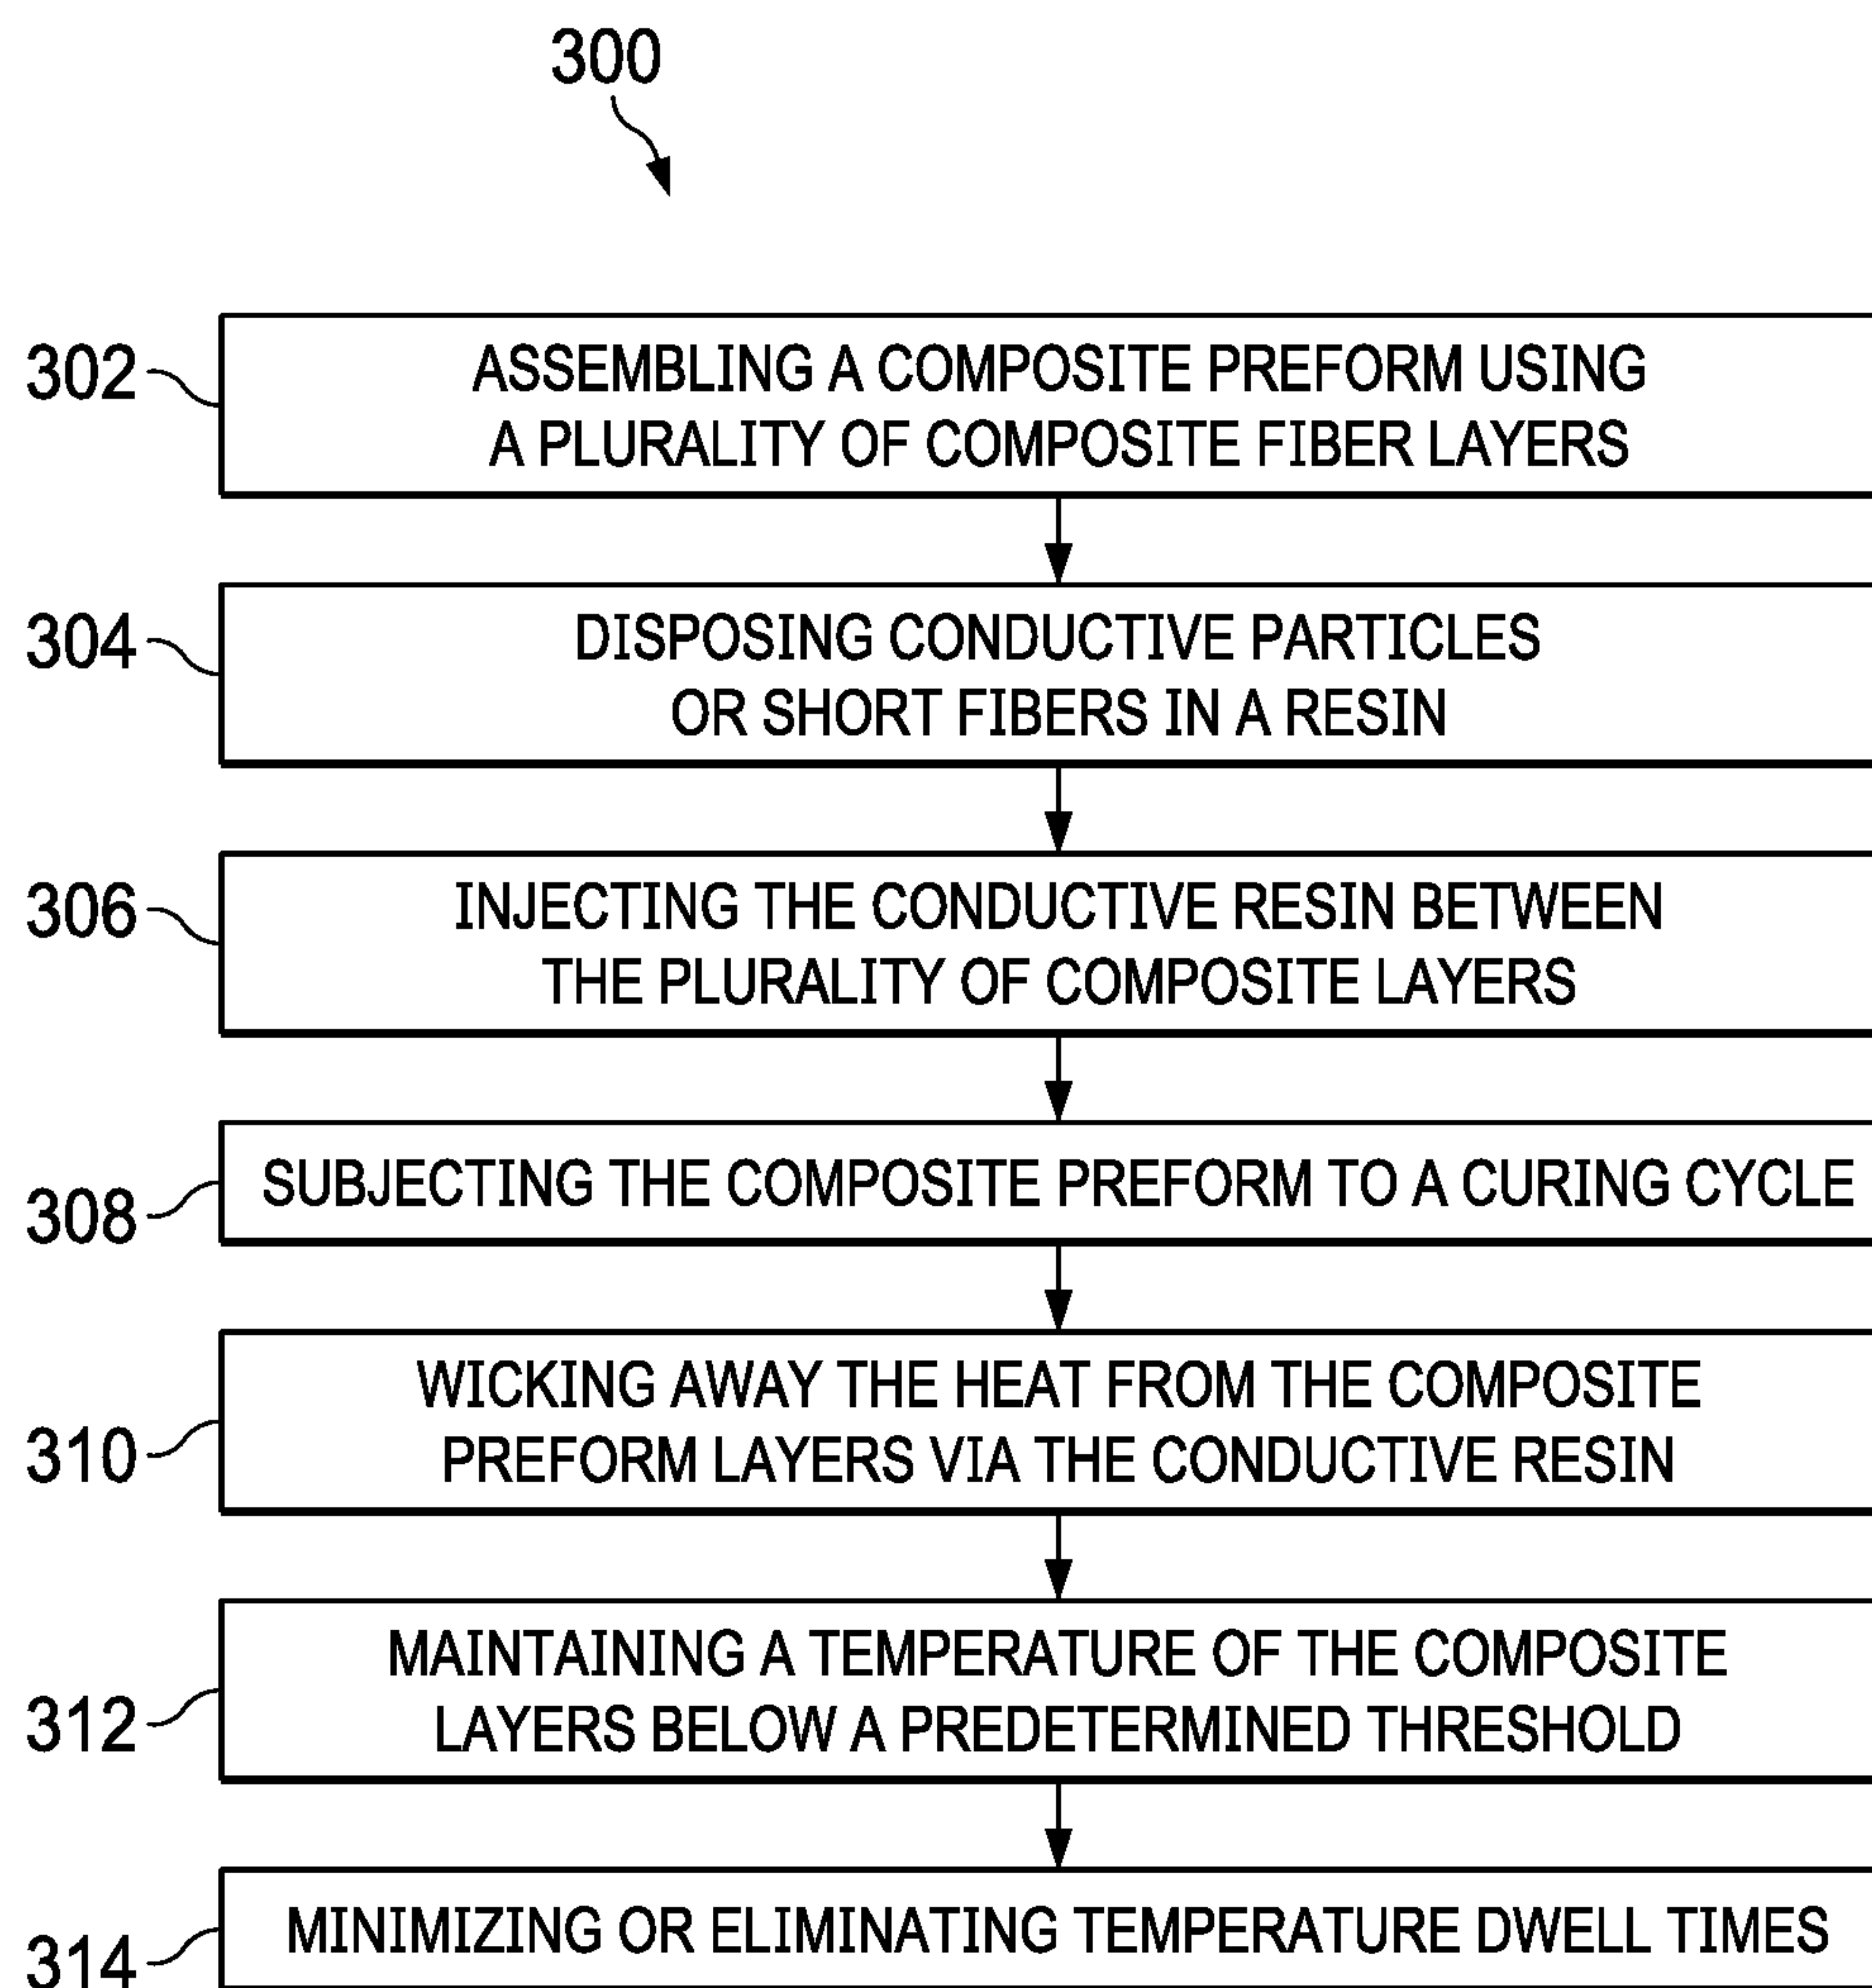 300
302
ASSEMBLING A COMPOSITE PREFORM USING
A PLURALITY OF COMPOSITE FIBER LAYERS
304
DISPOSING CONDUCTIVE PARTICLES
OR SHORT FIBERS IN A RESIN
306
INJECTING THE CONDUCTIVE RESIN BETWEEN
THE PLURALITY OF COMPOSITE LAYERS
308
SUBJECTING THE COMPOSITE PREFORM TO A CURING CYCLE
310
WICKING AWAY THE HEAT FROM THE COMPOSITE
PREFORM LAYERS VIA THE CONDUCTIVE RESIN
312
MAINTAINING A TEMPERATURE OF THE COMPOSITE
LAYERS BELOW A PREDETERMINED THRESHOLD
314
MINIMIZING OR ELIMINATING TEMPERATURE DWELL TIMES